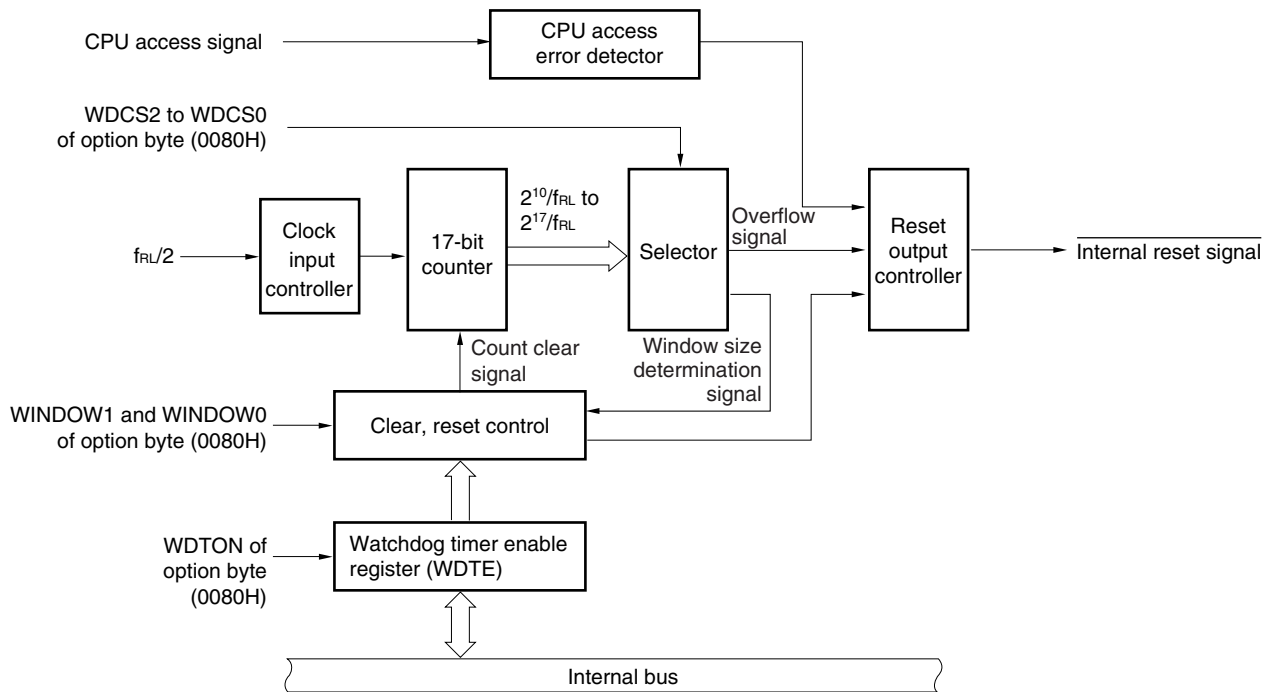 CPU access signal
CPU access
error detector
WDCS2 to WDCS0
of option byte (0080H)
fRL/2
Clock
input
controller
17-bit
counter
2¹⁰/fRL to
2¹⁷/fRL
Selector
Overflow
signal
Reset
output
controller
Internal reset signal
Count clear
signal
Window size
determination
signal
WINDOW1 and WINDOW0
of option byte (0080H)
Clear, reset control
WDTON of
option byte
(0080H)
Watchdog timer enable
register (WDTE)
Internal bus